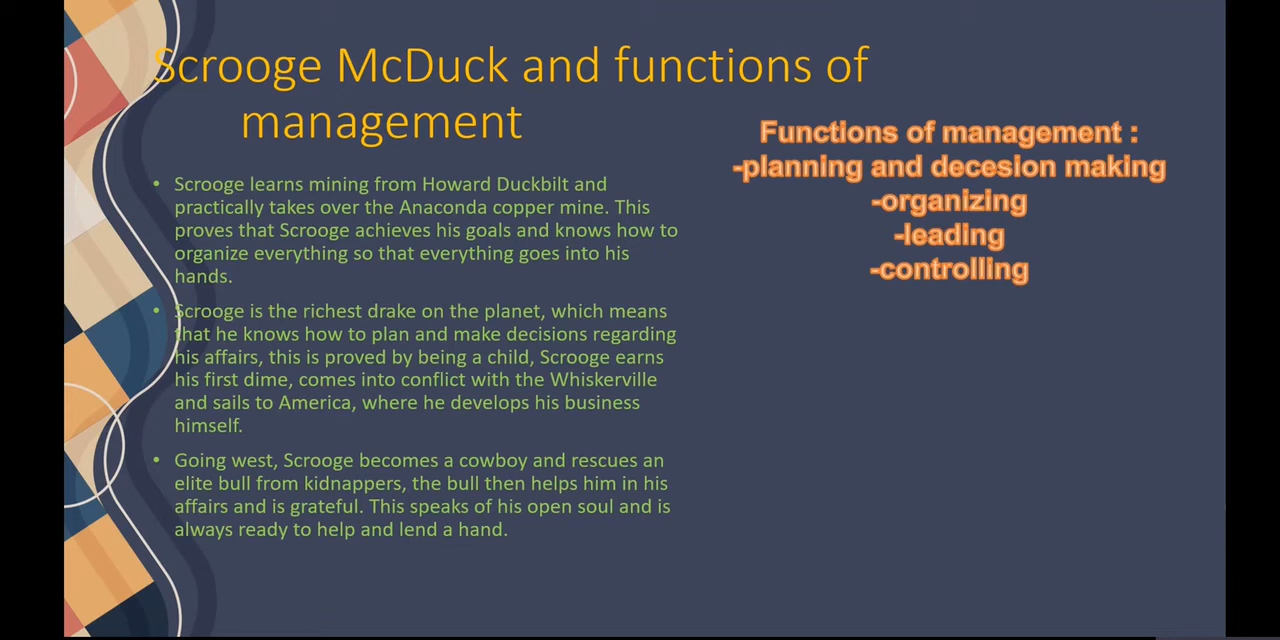 Scrooge McDuck and functions of
management
• Scrooge learns mining from Howard Duckbilt and
practically takes over the Anaconda copper mine. This
proves that Scrooge achieves his goals and knows how to
organize everything so that everything goes into his
hands.
• Scrooge is the richest drake on the planet, which means
that he knows how to plan and make decisions regarding
his affairs, this is proved by being a child, Scrooge earns
his first dime, comes into conflict with the Whiskerville
and sails to America, where he develops his business
himself.
• Going west, Scrooge becomes a cowboy and rescues an
elite bull from kidnappers, the bull then helps him in his
affairs and is grateful. This speaks of his open soul and is
always ready to help and lend a hand.
Functions of management :
-planning and decesion making
-organizing
-leading
-controlling